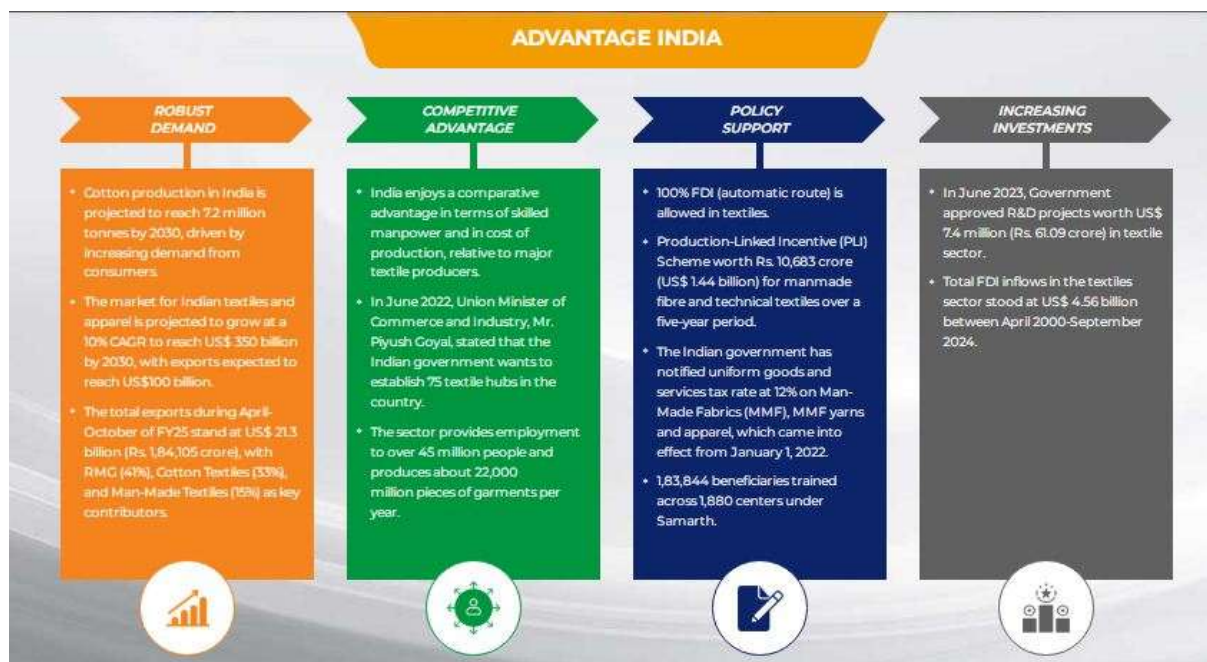 ADVANTAGE INDIA
ROBUST
DEMAND
• Cotton production in India is
projected to reach 7.2 million
tonnes by 2030, driven by
increasing demand from
consumers.
• The market for Indian textiles and
apparel is projected to grow at a
10% CAGR to reach US$ 350 billion
by 2030, with exports expected to
reach US$100 billion.
• The total exports during April-
October of FY25 stand at US$ 21.3
billion (Rs. 1,84,105 crore), with
RMG (41%), Cotton Textiles (33%),
and Man-Made Textiles (15%) as key
contributors.
COMPETITIVE
ADVANTAGE
• India enjoys a comparative
advantage in terms of skilled
manpower and in cost of
production, relative to major
textile producers.
• In June 2022, Union Minister of
Commerce and Industry, Mr.
Piyush Goyal, stated that the
Indian government wants to
establish 75 textile hubs in the
country.
• The sector provides employment
to over 45 million people and
produces about 22,000
million pieces of garments per
year.
POLICY
SUPPORT
• 100% FDI (automatic route) is
allowed in textiles.
• Production-Linked Incentive (PLI)
Scheme worth Rs. 10,683 crore
(US$ 1.44 billion) for manmade
fibre and technical textiles over a
five-year period.
• The Indian government has
notified uniform goods and
services tax rate at 12% on Man-
Made Fabrics (MMF), MMF yarns
and apparel, which came into
effect from January 1, 2022.
• 1,83,844 beneficiaries trained
across 1,880 centers under
Samarth.
INCREASING
INVESTMENTS
• In June 2023, Government
approved R&D projects worth US$
7.4 million (Rs. 61.09 crore) in textile
sector.
• Total FDI inflows in the textiles
sector stood at US$ 4.56 billion
between April 2000-September
2024.